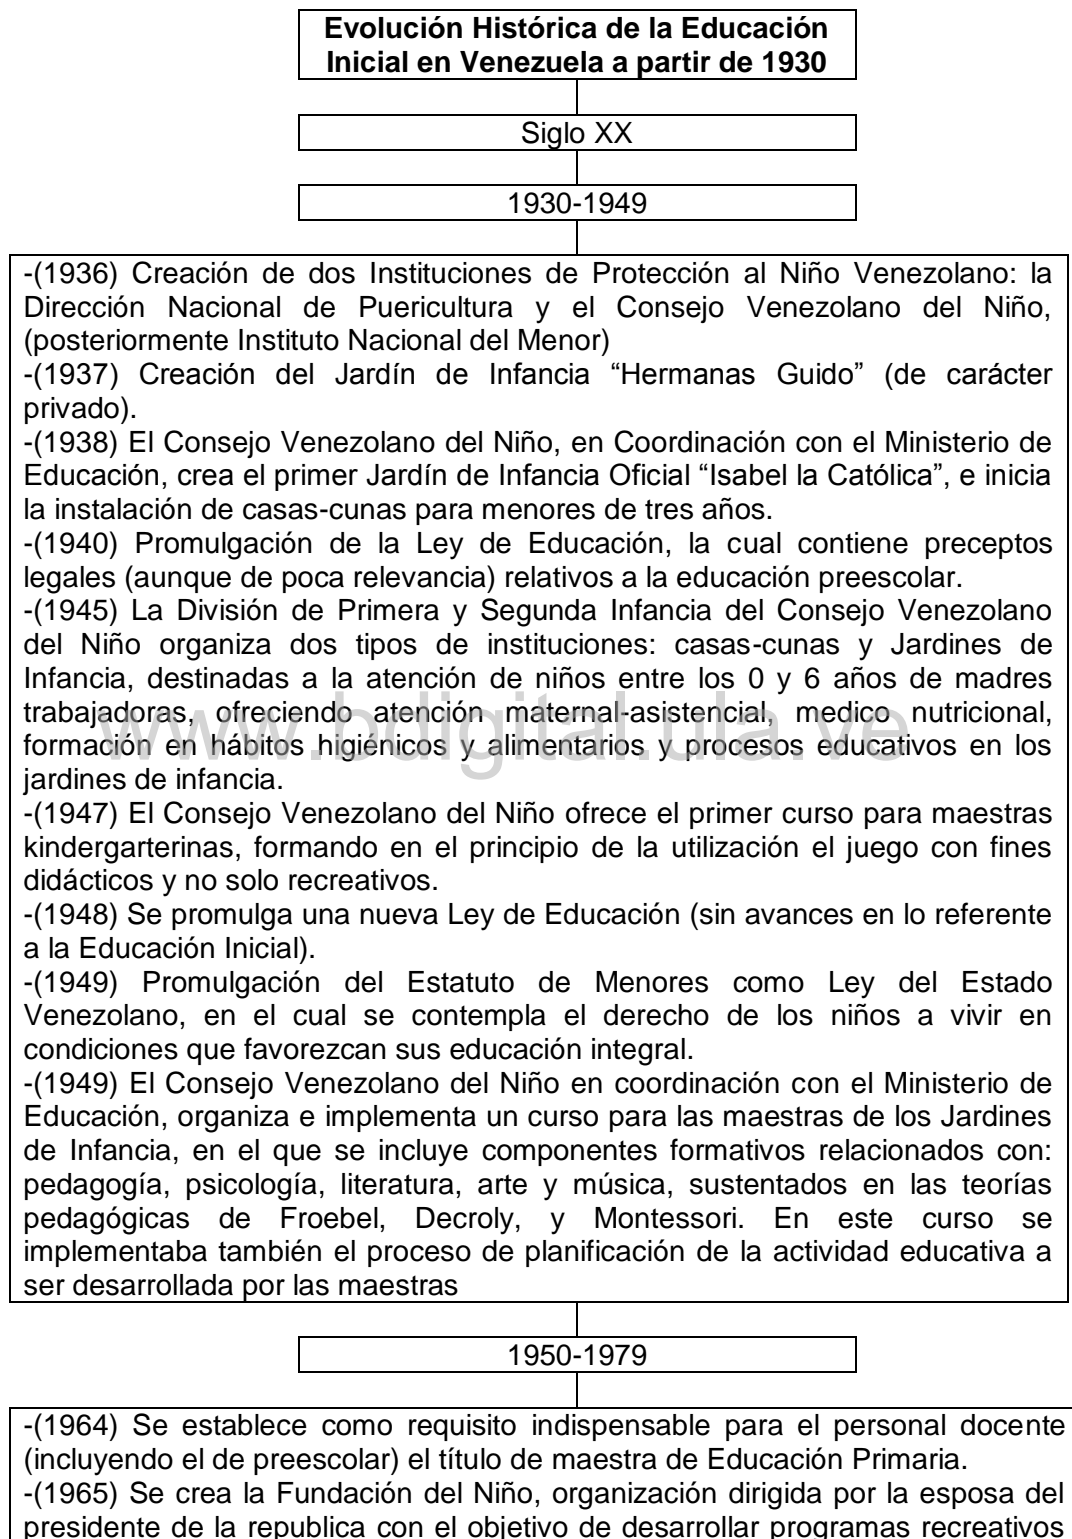 Evolución Histórica de la Educación
Inicial en Venezuela a partir de 1930
Siglo XX
1930-1949
-(1936) Creación de dos Instituciones de Protección al Niño Venezolano: la
Dirección Nacional de Puericultura y el Consejo Venezolano del Niño,
(posteriormente Instituto Nacional del Menor)
-(1937) Creación del Jardín de Infancia “Hermanas Guido” (de carácter
privado).
-(1938) El Consejo Venezolano del Niño, en Coordinación con el Ministerio de
Educación, crea el primer Jardín de Infancia Oficial “Isabel la Católica”, e inicia
la instalación de casas-cunas para menores de tres años.
-(1940) Promulgación de la Ley de Educación, la cual contiene preceptos
legales (aunque de poca relevancia) relativos a la educación preescolar.
-(1945) La División de Primera y Segunda Infancia del Consejo Venezolano
del Niño organiza dos tipos de instituciones: casas-cunas y Jardines de
Infancia, destinadas a la atención de niños entre los 0 y 6 años de madres
trabajadoras, ofreciendo atención maternal-asistencial, medico nutricional,
formación en hábitos higiénicos y alimentarios y procesos educativos en los
jardines de infancia.
www.bdigital.ula.ve
-(1947) El Consejo Venezolano del Niño ofrece el primer curso para maestras
kindergarterinas, formando en el principio de la utilización el juego con fines
didácticos y no solo recreativos.
-(1948) Se promulga una nueva Ley de Educación (sin avances en lo referente
a la Educación Inicial).
-(1949) Promulgación del Estatuto de Menores como Ley del Estado
Venezolano, en el cual se contempla el derecho de los niños a vivir en
condiciones que favorezcan sus educación integral.
-(1949) El Consejo Venezolano del Niño en coordinación con el Ministerio de
Educación, organiza e implementa un curso para las maestras de los Jardines
de Infancia, en el que se incluye componentes formativos relacionados con:
pedagogía, psicología, literatura, arte y música, sustentados en las teorías
pedagógicas de Froebel, Decroly, y Montessori. En este curso se
implementaba también el proceso de planificación de la actividad educativa a
ser desarrollada por las maestras
1950-1979
-(1964) Se establece como requisito indispensable para el personal docente
(incluyendo el de preescolar) el título de maestra de Educación Primaria.
-(1965) Se crea la Fundación del Niño, organización dirigida por la esposa del
presidente de la republica con el objetivo de desarrollar programas recreativos